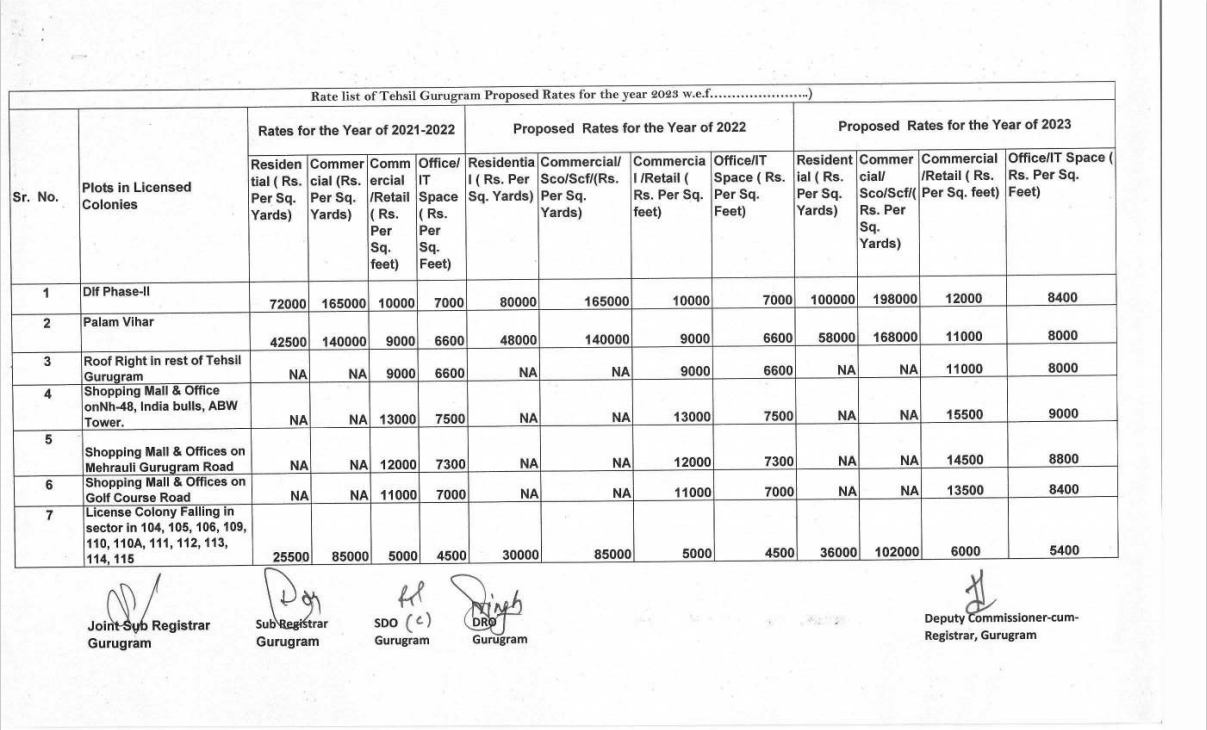 Rate list of Tehsil Gurugram Proposed Rates for the year 2023 w.e.f.......................)
Sr. No. Plots in Licensed Colonies Rates for the Year of 2021-2022 Proposed Rates for the Year of 2022 Proposed Rates for the Year of 2023
Residential ( Rs. Per Sq. Yards) Commercial (Rs. Per Sq. Yards) Commercial /Retail ( Rs. Per Sq. feet) Office/ IT Space ( Rs. Per Sq. Feet) Residential ( Rs. Per Sq. Yards) Commercial/ Sco/Scf/(Rs. Per Sq. Yards) Commercial /Retail ( Rs. Per Sq. feet) Office/IT Space ( Rs. Per Sq. Feet) Residential ( Rs. Per Sq. Yards) Commercial/ Sco/Scf/( Rs. Per Sq. Yards) Commercial /Retail ( Rs. Per Sq. feet) Office/IT Space ( Rs. Per Sq. Feet)
1 Dlf Phase-II 72000 165000 10000 7000 80000 165000 10000 7000 100000 198000 12000 8400
2 Palam Vihar 42500 140000 9000 6600 48000 140000 9000 6600 58000 168000 11000 8000
3 Roof Right in rest of Tehsil
Gurugram NA NA 9000 6600 NA NA 9000 6600 NA NA 11000 8000
4 Shopping Mall & Office
onNh-48, India bulls, ABW
Tower. NA NA 13000 7500 NA NA 13000 7500 NA NA 15500 9000
5 Shopping Mall & Offices on
Mehrauli Gurugram Road NA NA 12000 7300 NA NA 12000 7300 NA NA 14500 8800
6 Shopping Mall & Offices on
Golf Course Road NA NA 11000 7000 NA NA 11000 7000 NA NA 13500 8400
7 License Colony Falling in
sector in 104, 105, 106, 109,
110, 110A, 111, 112, 113,
114, 115 25500 85000 5000 4500 30000 85000 5000 4500 36000 102000 6000 5400
Joint Sub Registrar
Gurugram
Sub Registrar
Gurugram
SDO (C)
Gurugram
DRO
Gurugram
Deputy Commissioner-cum-
Registrar, Gurugram